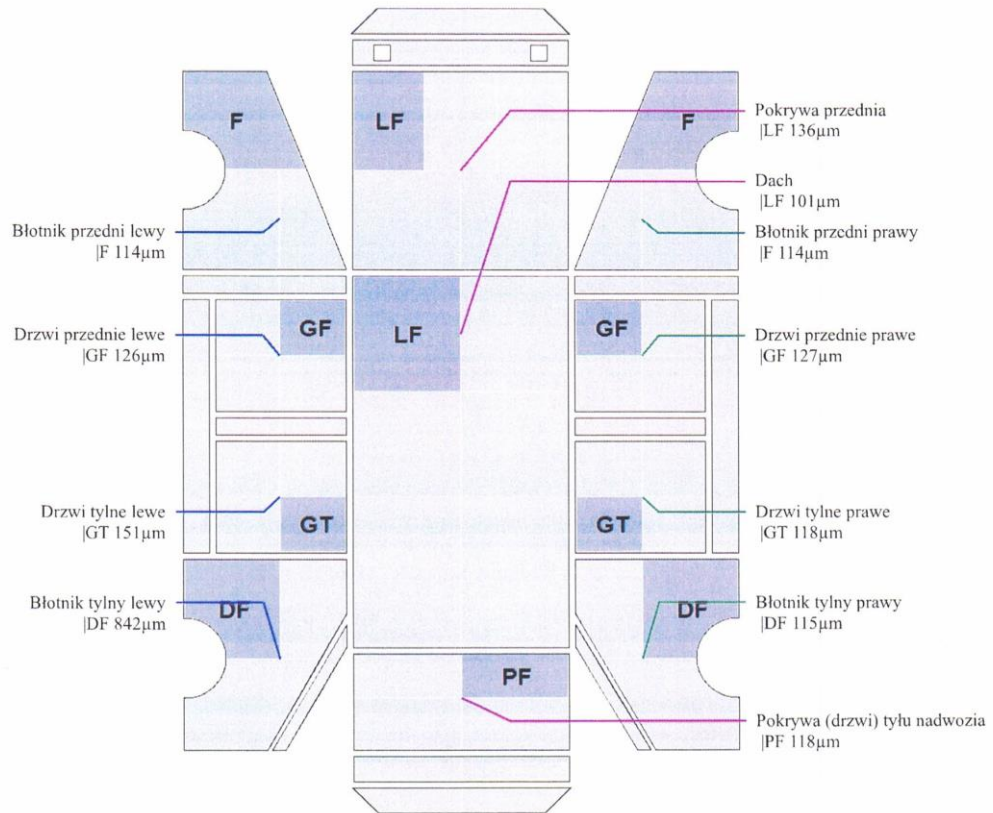 F
LF
F
Pokrywa przednia
|LF 136µm
Dach
|LF 101µm
Błotnik przedni lewy
|F 114µm
Błotnik przedni prawy
|F 114µm
GF
LF
GF
Drzwi przednie lewe
|GF 126µm
Drzwi przednie prawe
|GF 127µm
Drzwi tylne lewe
|GT 151µm
GT
GT
Drzwi tylne prawe
|GT 118µm
Błotnik tylny lewy
|DF 842µm
DF
DF
Błotnik tylny prawy
|DF 115µm
PF
Pokrywa (drzwi) tyłu nadwozia
|PF 118µm